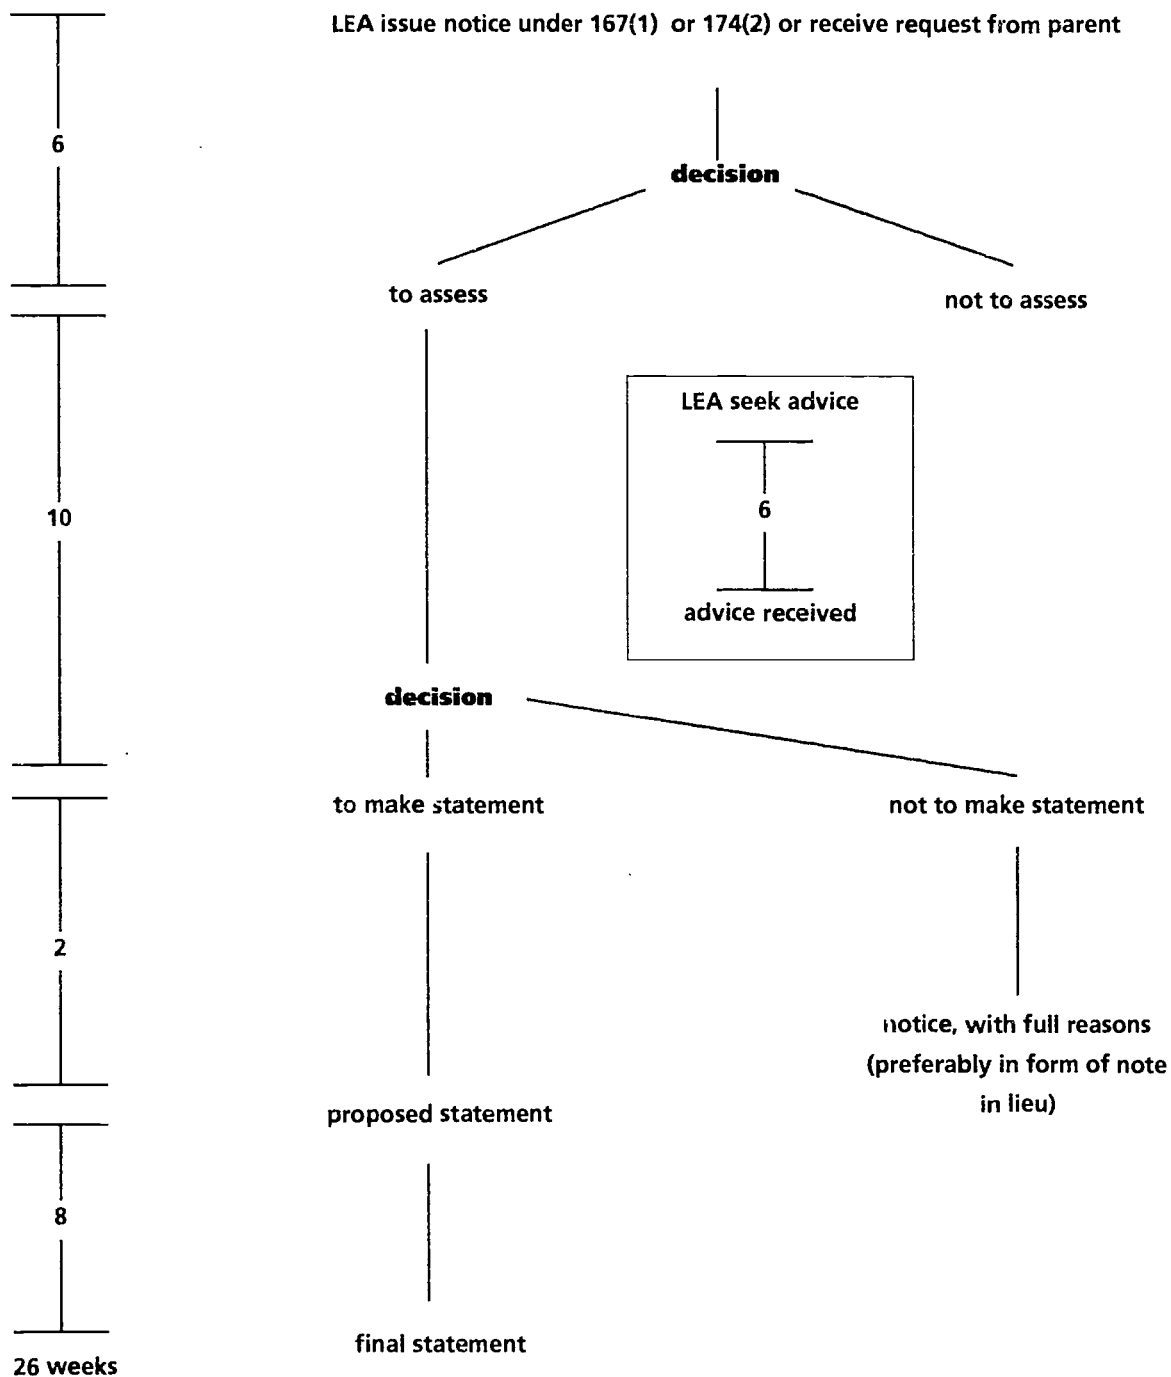 LEA issue notice under 167(1) or 174(2) or receive request from parent
6
decision
to assess
not to assess
LEA seek advice
6
10
advice received
decision
to make statement
not to make statement
2
notice, with full reasons
(preferably in form of note
in lieu)
proposed statement
8
final statement
26 weeks